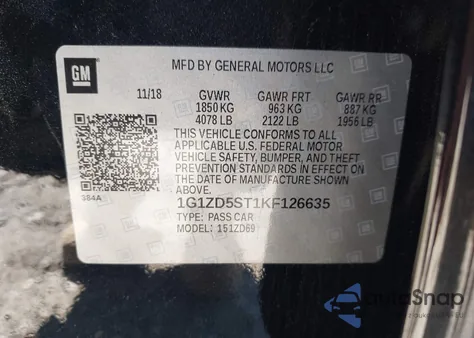 GM
MFD BY GENERAL MOTORS LLC
11/18 GVWR GAWR FRT GAWR RR
1850 KG 963 KG 887 KG
4078 LB 2122 LB 1956 LB
THIS VEHICLE CONFORMS TO ALL
APPLICABLE U.S. FEDERAL MOTOR
VEHICLE SAFETY, BUMPER, AND THEFT
PREVENTION STANDARDS IN EFFECT ON
THE DATE OF MANUFACTURE
SHOWN ABOVE.
384A
1G1ZD5ST1KF126635
TYPE: PASS CAR
MODEL: 151ZD69
AutoSnap